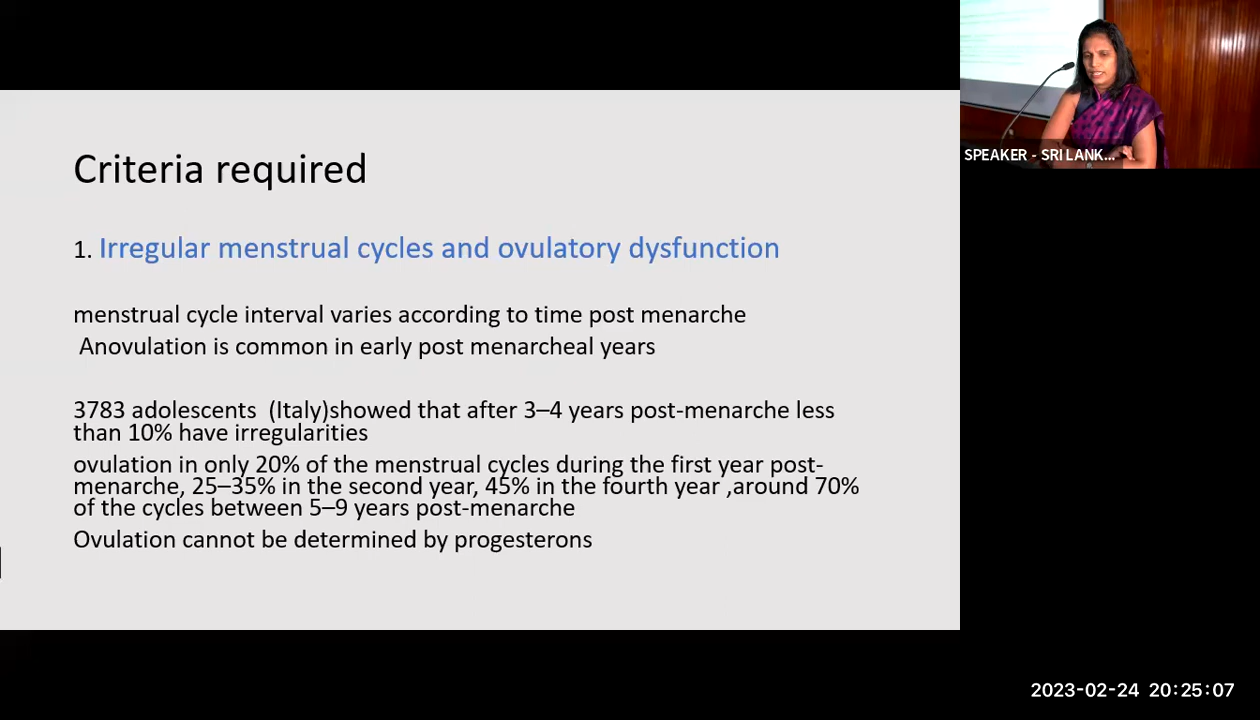 Criteria required
1. Irregular menstrual cycles and ovulatory dysfunction
menstrual cycle interval varies according to time post menarche
Anovulation is common in early post menarcheal years
3783 adolescents (Italy)showed that after 3–4 years post-menarche less
than 10% have irregularities
ovulation in only 20% of the menstrual cycles during the first year post-
menarche, 25–35% in the second year, 45% in the fourth year ,around 70%
of the cycles between 5–9 years post-menarche
Ovulation cannot be determined by progesterons
SPEAKER - SRI LANK...
2023-02-24 20:25:07